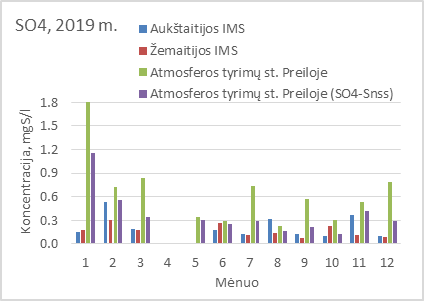 SO4, 2019 m.
Aukštaitijos IMS
Žemaitijos IMS
Atmosferos tyrimų st. Preiloje
Atmosferos tyrimų st. Preiloje (SO4-Snss)
Koncentracija, mgS/l
1.8
1.5
1.2
0.9
0.6
0.3
0.0
1 2 3 4 5 6 7 8 9 10 11 12
Mėnuo